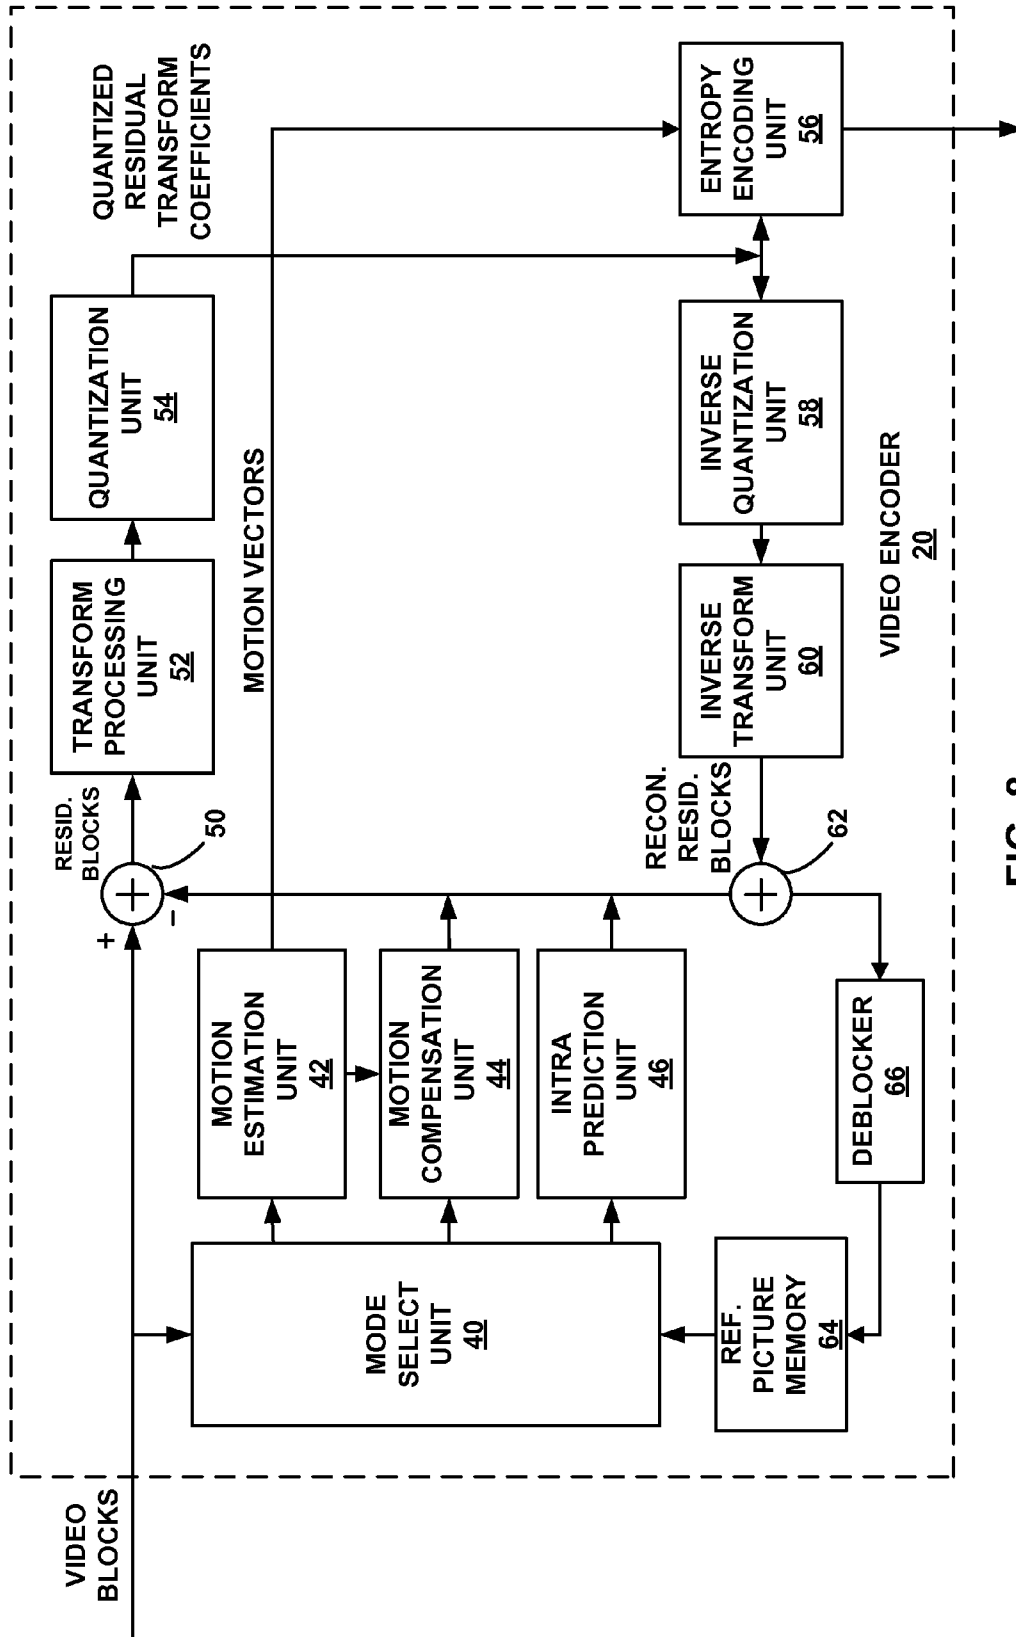 VIDEO
BLOCKS
+
-
50
RESID.
BLOCKS
TRANSFORM
PROCESSING
UNIT
52
QUANTIZATION
UNIT
54
QUANTIZED
RESIDUAL
TRANSFORM
COEFFICIENTS
MOTION VECTORS
MODE
SELECT
UNIT
40
MOTION
ESTIMATION
UNIT
42
MOTION
COMPENSATION
UNIT
44
INTRA
PREDICTION
UNIT
46
REF.
PICTURE
MEMORY
64
DEBLOCKER
66
62
RECON.
RESID.
BLOCKS
INVERSE
TRANSFORM
UNIT
60
INVERSE
QUANTIZATION
UNIT
58
ENTROPY
ENCODING
UNIT
56
VIDEO ENCODER
20